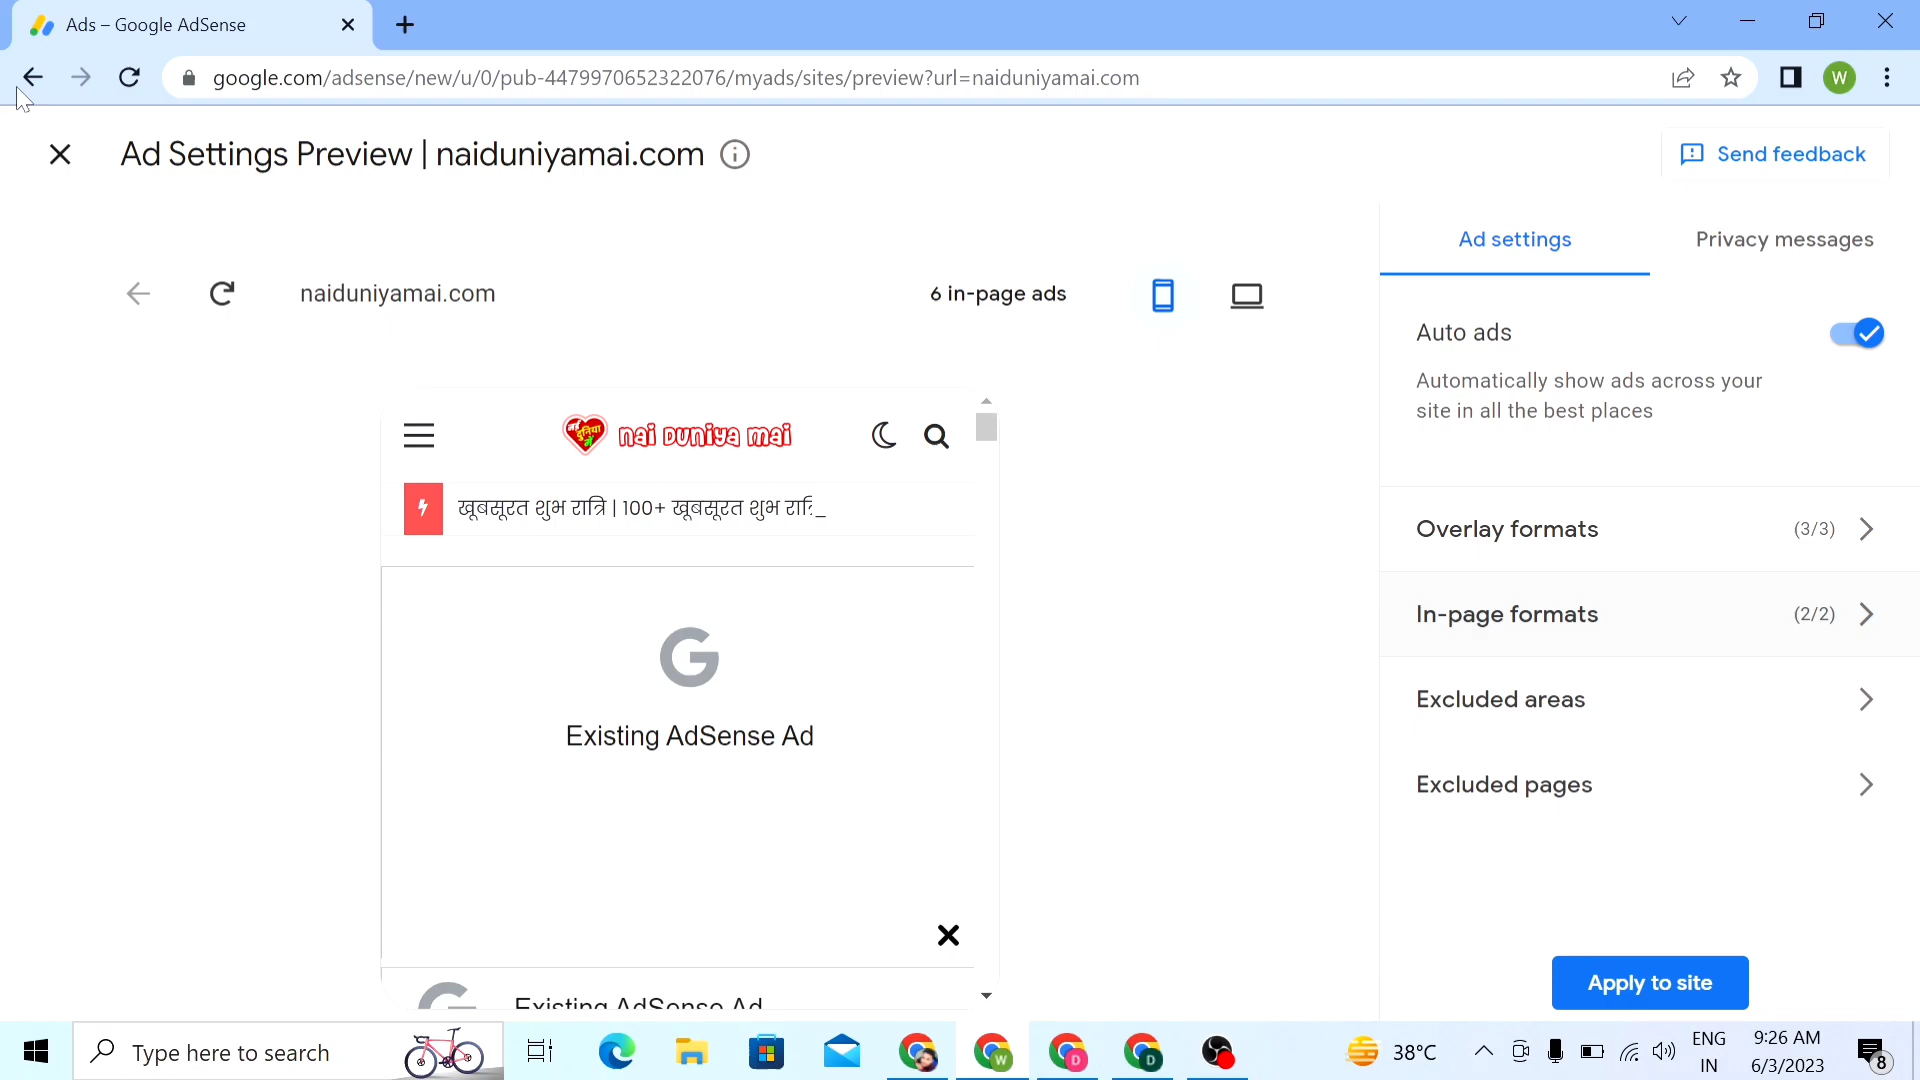 Ads – Google AdSense
google.com/adsense/new/u/0/pub-4479970652322076/myads/sites/preview?url=naiduniyamai.com
W
Ad Settings Preview | naiduniyamai.com
Send feedback
Ad settings
Privacy messages
naiduniyamai.com
6 in-page ads
Auto ads
Automatically show ads across your
site in all the best places
नई दुनिया में
nai Duniya mai
खूबसूरत शुभ रात्रि | 100+ खूबसूरत शुभ रात्रि_
Overlay formats (3/3)
In-page formats (2/2)
Excluded areas
Excluded pages
Existing AdSense Ad
Existing AdSense Ad
Apply to site
Type here to search
W
D
D
38°C
ENG
IN
9:26 AM
6/3/2023
8